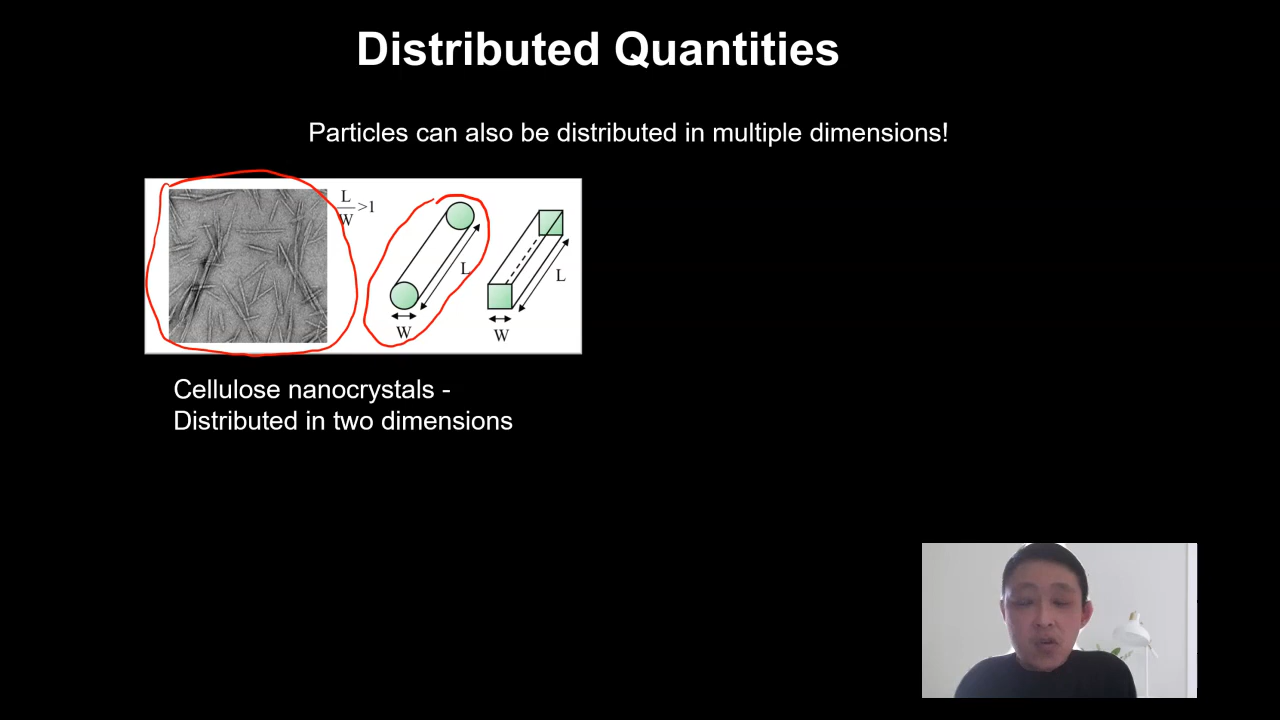 Distributed Quantities
Particles can also be distributed in multiple dimensions!
L
W
>1
L
W
L
W
Cellulose nanocrystals -
Distributed in two dimensions